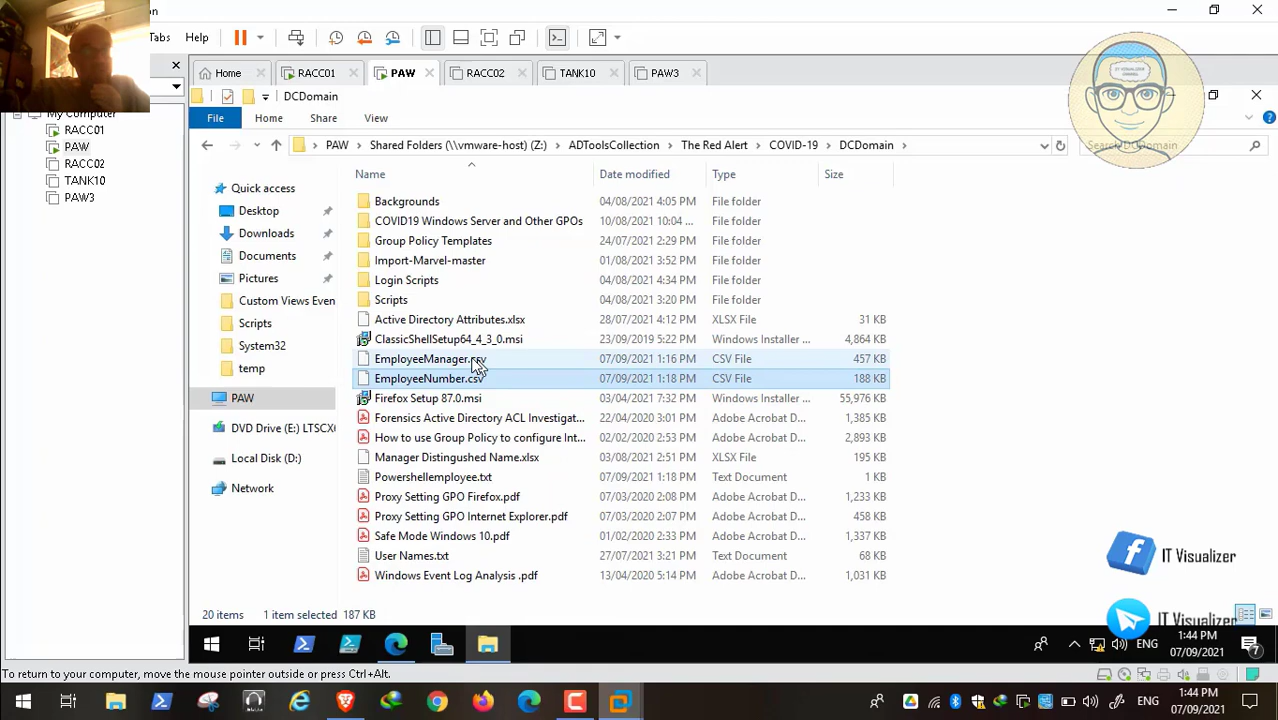 on
Tabs Help
Home RACC01 PAW RACC02 TANK10 PAW3
My Computer
RACC01
PAW
RACC02
TANK10
PAW3
DCDomain
File Home Share View
PAW Shared Folders (\\vmware-host) (Z:) ADToolsCollection The Red Alert COVID-19 DCDomain
Search DCDomain
IT VISUALIZER
CHANNEL
Quick access
Desktop
Downloads
Documents
Pictures
Custom Views Even
Scripts
System32
temp
PAW
DVD Drive (E:) LTSCX
Local Disk (D:)
Network
Name Date modified Type Size
Backgrounds 04/08/2021 4:05 PM File folder
COVID19 Windows Server and Other GPOs 10/08/2021 10:04 ... File folder
Group Policy Templates 24/07/2021 2:29 PM File folder
Import-Marvel-master 01/08/2021 3:52 PM File folder
Login Scripts 04/08/2021 4:34 PM File folder
Scripts 04/08/2021 3:20 PM File folder
Active Directory Attributes.xlsx 28/07/2021 4:12 PM XLSX File 31 KB
ClassicShellSetup64_4_3_0.msi 23/09/2019 5:22 PM Windows Installer ... 4,864 KB
EmployeeManager.csv 07/09/2021 1:16 PM CSV File 457 KB
EmployeeNumber.csv 07/09/2021 1:18 PM CSV File 188 KB
Firefox Setup 87.0.msi 03/04/2021 7:32 PM Windows Installer ... 55,976 KB
Forensics Active Directory ACL Investigat... 22/04/2020 3:01 PM Adobe Acrobat D... 1,385 KB
How to use Group Policy to configure Int... 02/02/2020 2:53 PM Adobe Acrobat D... 2,893 KB
Manager Distingushed Name.xlsx 03/08/2021 2:51 PM XLSX File 195 KB
Powershellemployee.txt 07/09/2021 1:18 PM Text Document 1 KB
Proxy Setting GPO Firefox.pdf 07/03/2020 2:08 PM Adobe Acrobat D... 1,233 KB
Proxy Setting GPO Internet Explorer.pdf 07/03/2020 2:07 PM Adobe Acrobat D... 458 KB
Safe Mode Windows 10.pdf 01/02/2020 2:33 PM Adobe Acrobat D... 1,337 KB
User Names.txt 27/07/2021 3:21 PM Text Document 68 KB
Windows Event Log Analysis .pdf 13/04/2020 5:14 PM Adobe Acrobat D... 1,031 KB
IT Visualizer
IT Visualizer
20 items 1 item selected 187 KB
ENG 1:44 PM
07/09/2021 7
To return to your computer, move the mouse pointer outside or press Ctrl+Alt.
ENG 1:44 PM
07/09/2021